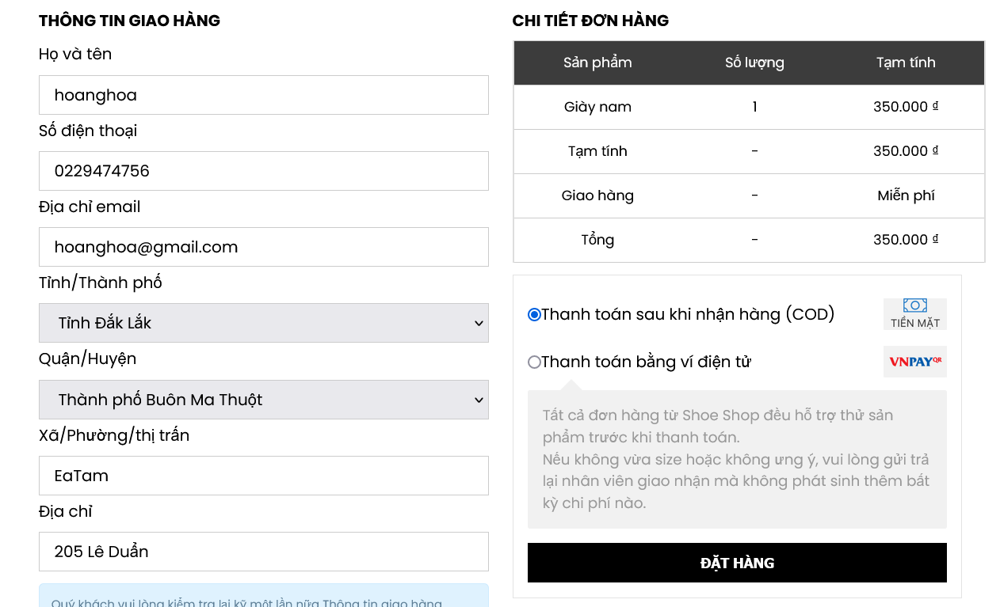 THÔNG TIN GIAO HÀNG
Họ và tên
hoanghoa
Số điện thoại
0229474756
Địa chỉ email
hoanghoa@gmail.com
Tỉnh/Thành phố
Tỉnh Đắk Lắk
Quận/Huyện
Thành phố Buôn Ma Thuột
Xã/Phường/thị trấn
EaTam
Địa chỉ
205 Lê Duẩn
Quý khách vui lòng kiểm tra lại kỹ một lần nữa Thông tin giao hàng
CHI TIẾT ĐƠN HÀNG
Sản phẩm Số lượng Tạm tính
Giày nam 1 350.000 ₫
Tạm tính - 350.000 ₫
Giao hàng - Miễn phí
Tổng - 350.000 ₫
Thanh toán sau khi nhận hàng (COD) TIỀN MẶT
Thanh toán bằng ví điện tử VNPAYQR
Tất cả đơn hàng từ Shoe Shop đều hỗ trợ thử sản
phẩm trước khi thanh toán.
Nếu không vừa size hoặc không ưng ý, vui lòng gửi trả
lại nhân viên giao nhận mà không phát sinh thêm bất
kỳ chi phí nào.
ĐẶT HÀNG